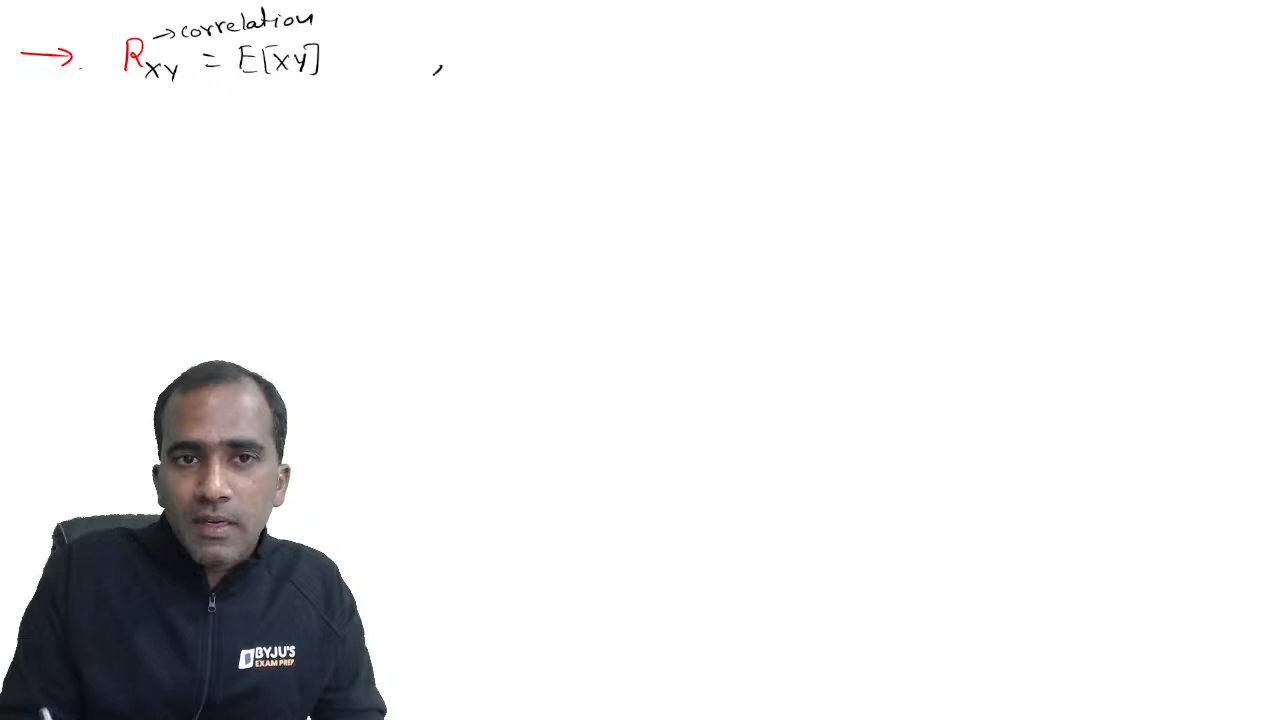 → correlation
→ R_XY = E[XY] ,
BYJU'S
EXAM PREP